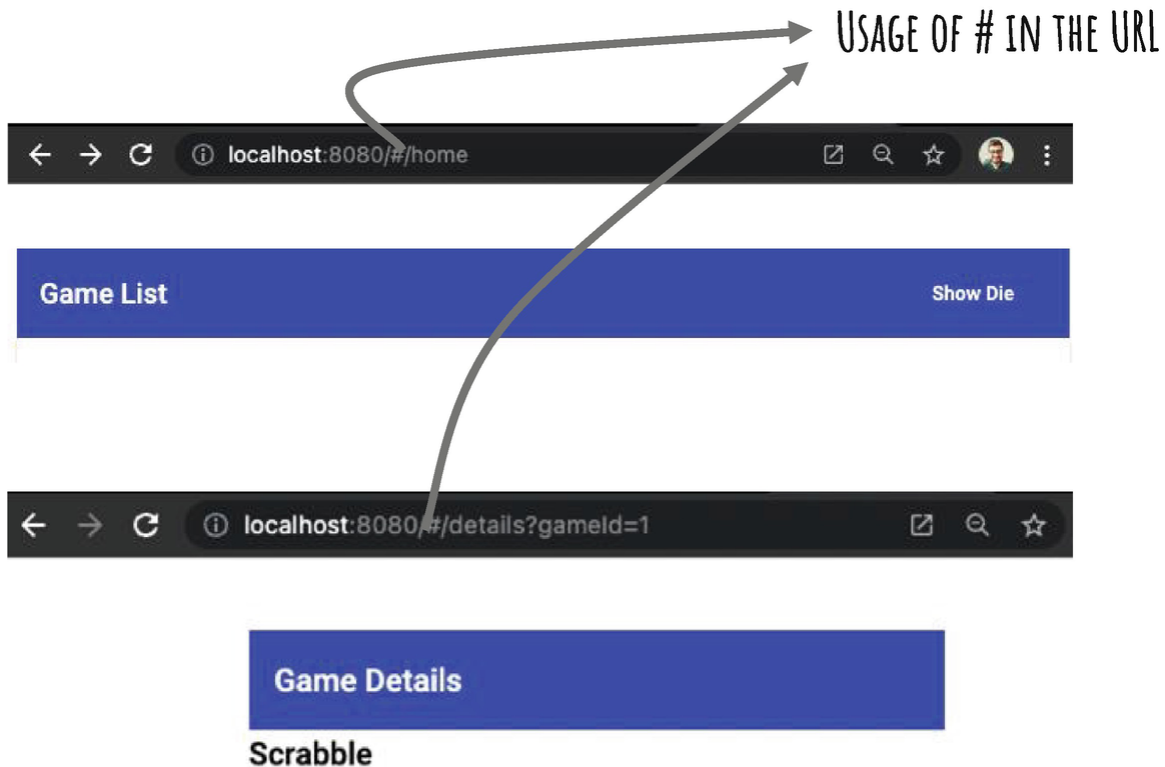 USAGE OF # IN THE URL
localhost:8080/#/home
Game List
Show Die
localhost:8080/#/details?gameId=1
Game Details
Scrabble